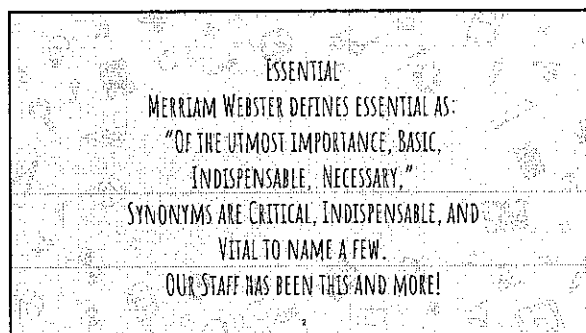 Essential
Merriam Webster defines essential as:
"Of the utmost importance, Basic,
Indispensable, Necessary."
Synonyms are Critical, Indispensable, and
Vital to name a few.
OUr Staff has been this and more!
2